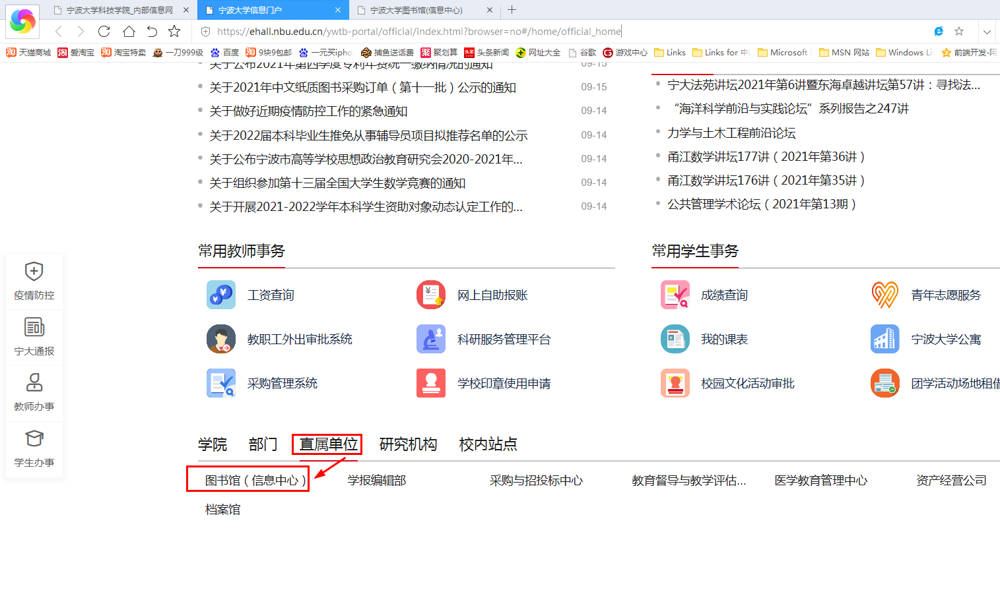 宁波大学科技学院_内部信息网
宁波大学信息门户
宁波大学图书馆(信息中心)
https://ehall.nbu.edu.cn/ywtb-portal/official/index.html?browser=no#/home/official_home
天猫商城 爱淘宝 淘宝特卖 一刀999级 百度 9块9包邮 一元买ipho 捕鱼送话费 聚划算 头条新闻 网址大全 谷歌 游戏中心 Links Links for 中 Microsoft MSN 网站 Windows Li 前端开发-阿
关于公布2021年第四季度专利年费统一缴纳情况的通知 09-15
关于2021年中文纸质图书采购订单（第十一批）公示的通知 09-15
关于做好近期疫情防控工作的紧急通知 09-14
关于2022届本科毕业生推免从事辅导员项目拟推荐名单的公示 09-14
关于公布宁波市高等学校思想政治教育研究会2020-2021年... 09-14
关于组织参加第十三届全国大学生数学竞赛的通知 09-14
关于开展2021-2022学年本科学生资助对象动态认定工作的... 09-14
宁大法苑讲坛2021年第6讲暨东海卓越讲坛第57讲：寻找法...
“海洋科学前沿与实践论坛”系列报告之247讲
力学与土木工程前沿论坛
甬江数学讲坛177讲（2021年第36讲）
甬江数学讲坛176讲（2021年第35讲）
公共管理学术论坛（2021年第13期）
疫情防控
宁大通报
教师办事
学生办事
常用教师事务
工资查询 网上自助报账
教职工外出审批系统 科研服务管理平台
采购管理系统 学校印章使用申请
常用学生事务
成绩查询 青年志愿服务
我的课表 宁波大学公寓
校园文化活动审批 团学活动场地租借
学院 部门 直属单位 研究机构 校内站点
图书馆（信息中心） 学报编辑部 采购与招投标中心 教育督导与教学评估... 医学教育管理中心 资产经营公司
档案馆